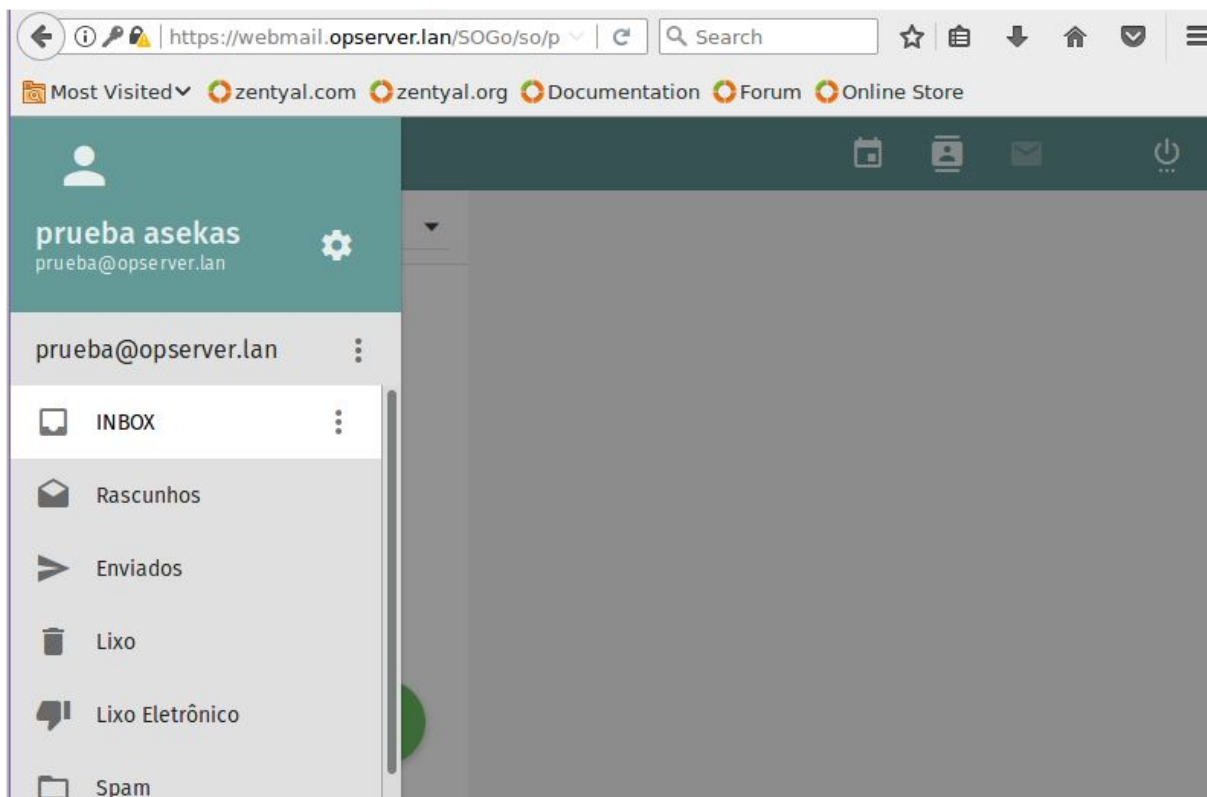 https://webmail.opserver.lan/SOGo/so/p
Search
Most Visited zentyal.com zentyal.org Documentation Forum Online Store
prueba asekas
prueba@opserver.lan
prueba@opserver.lan
INBOX
Rascunhos
Enviados
Lixo
Lixo Eletrônico
Spam